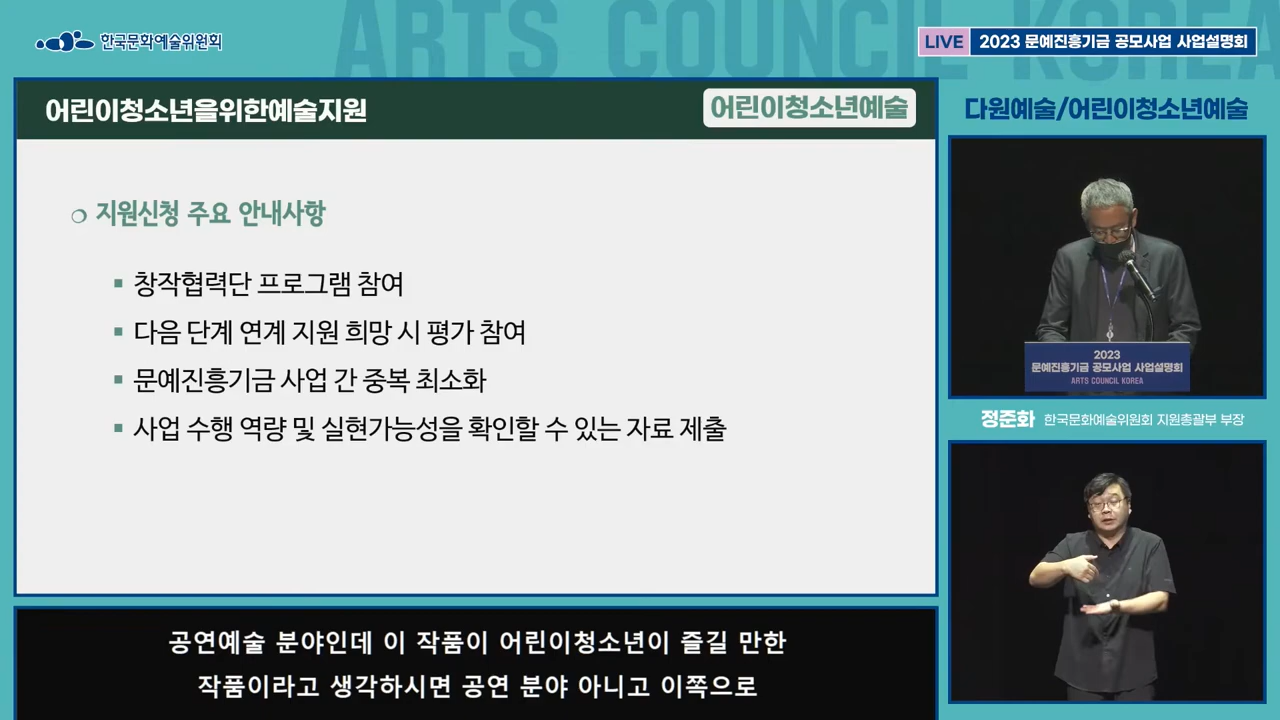 ARTS COUNCIL KOREA
한국문화예술위원회
LIVE 2023 문예진흥기금 공모사업 사업설명회
어린이청소년을위한예술지원
어린이청소년예술
다원예술/어린이청소년예술
지원신청 주요 안내사항
창작협력단 프로그램 참여
다음 단계 연계 지원 희망 시 평가 참여
문예진흥기금 사업 간 중복 최소화
사업 수행 역량 및 실현가능성을 확인할 수 있는 자료 제출
2023
문예진흥기금 공모사업 사업설명회
ARTS COUNCIL KOREA
정준화 한국문화예술위원회 지원총괄부 부장
공연예술 분야인데 이 작품이 어린이청소년이 즐길 만한
작품이라고 생각하시면 공연 분야 아니고 이쪽으로